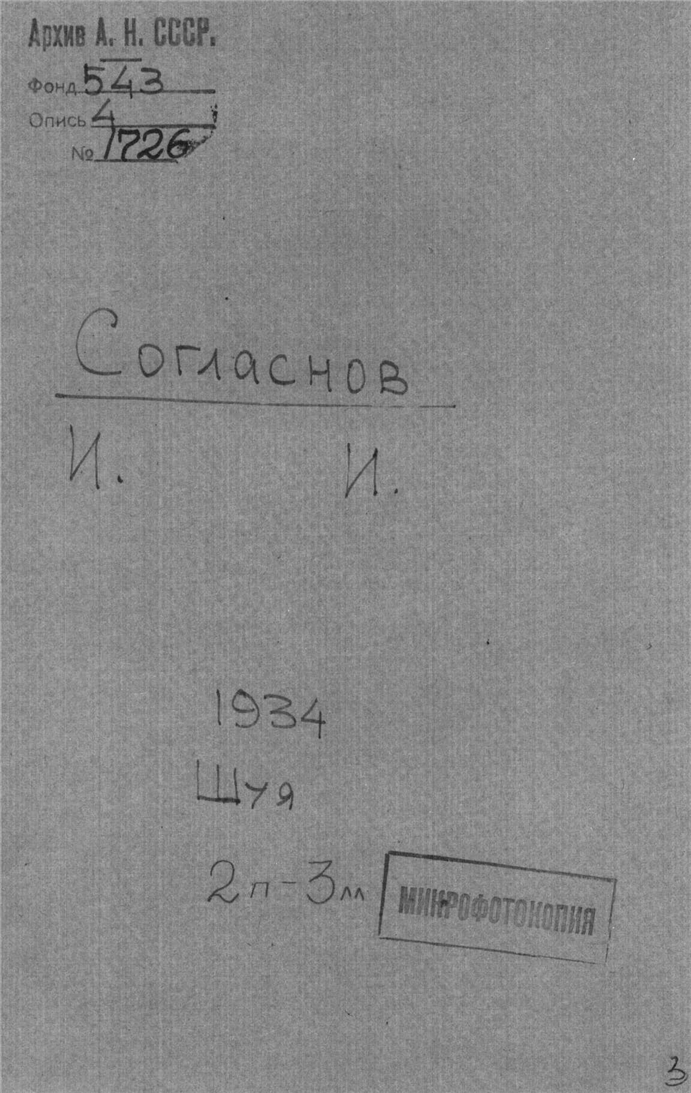 Архив А. Н. СССР.
Фонд 543
Опись 4
№ 1726
Согласнов
И. И.
1934
Шуя
2п-3лл
МИКРОФОТОКОПИЯ
3